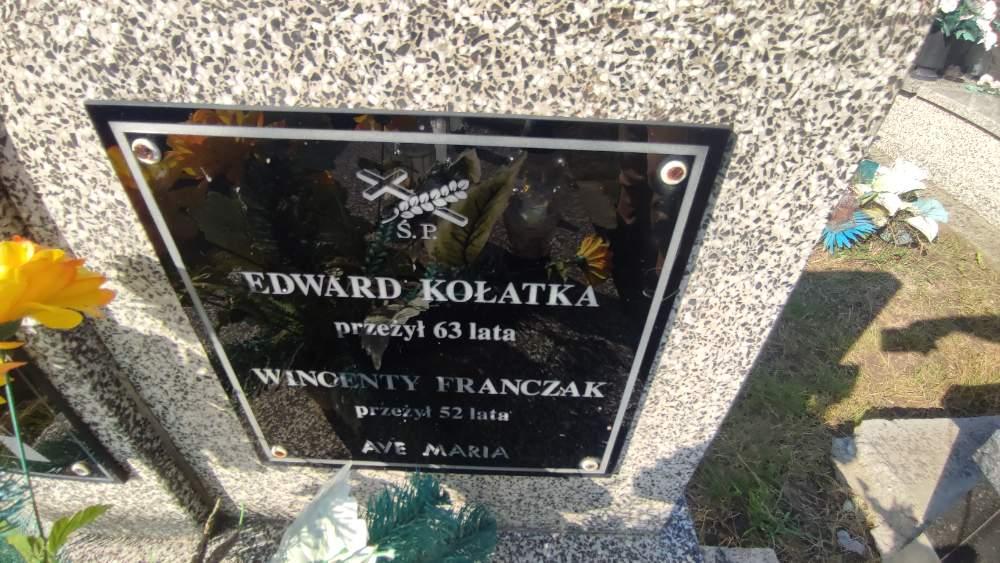 Ś.P.
EDWARD KOŁATKA
przeżył 63 lata
WINCENTY FRANCZAK
przeżył 52 lata
AVE MARIA